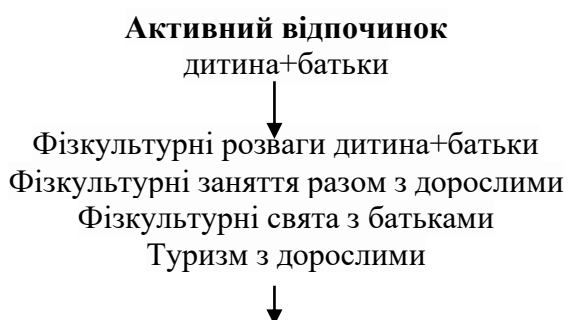 Активний відпочинок
дитина+батьки
Фізкультурні розваги дитина+батьки
Фізкультурні заняття разом з дорослими
Фізкультурні свята з батьками
Туризм з дорослими